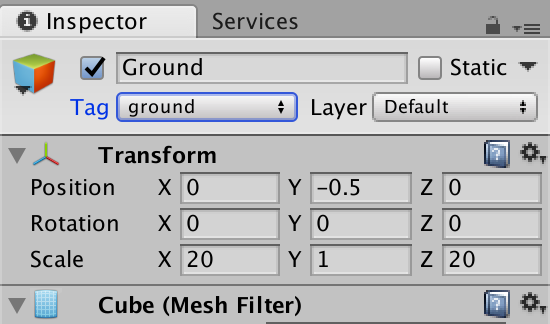 Inspector Services
Ground Static
Tag ground Layer Default
Transform
Position X 0 Y -0.5 Z 0
Rotation X 0 Y 0 Z 0
Scale X 20 Y 1 Z 20
Cube (Mesh Filter)